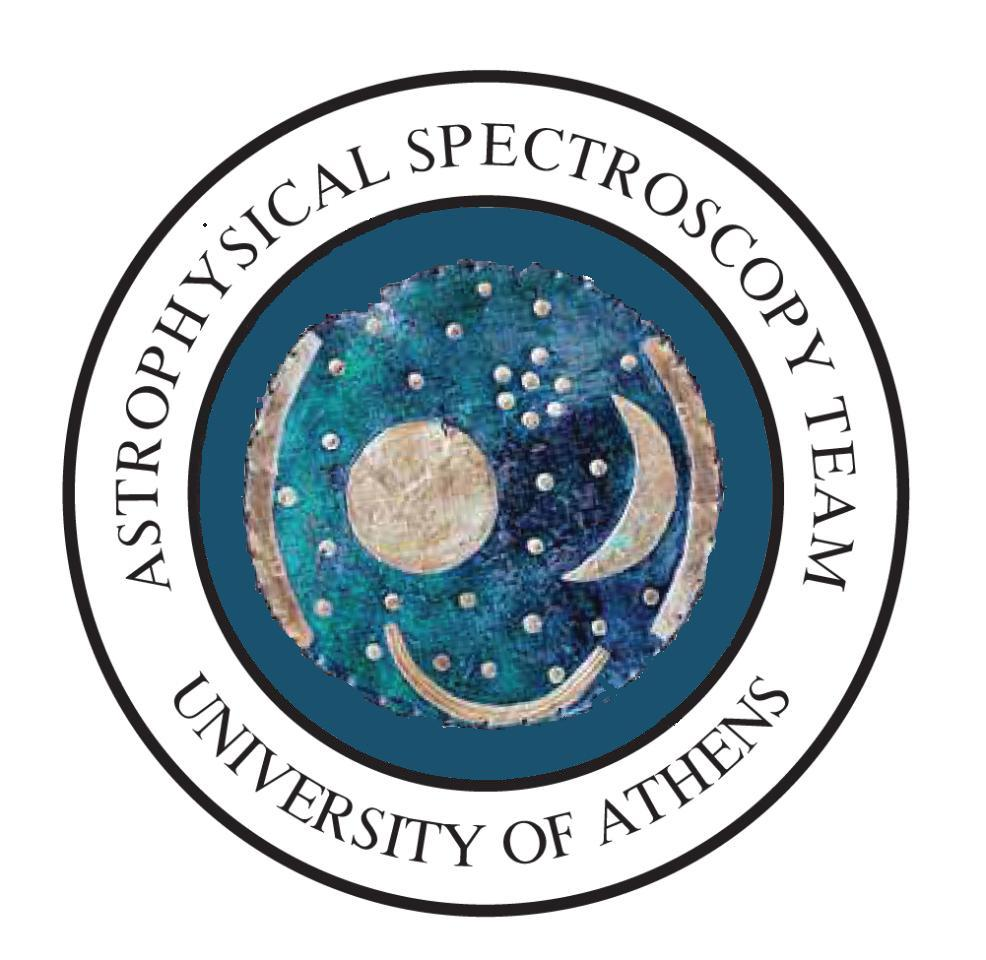 ASTROPHYSICAL SPECTROSCOPY TEAM
UNIVERSITY OF ATHENS